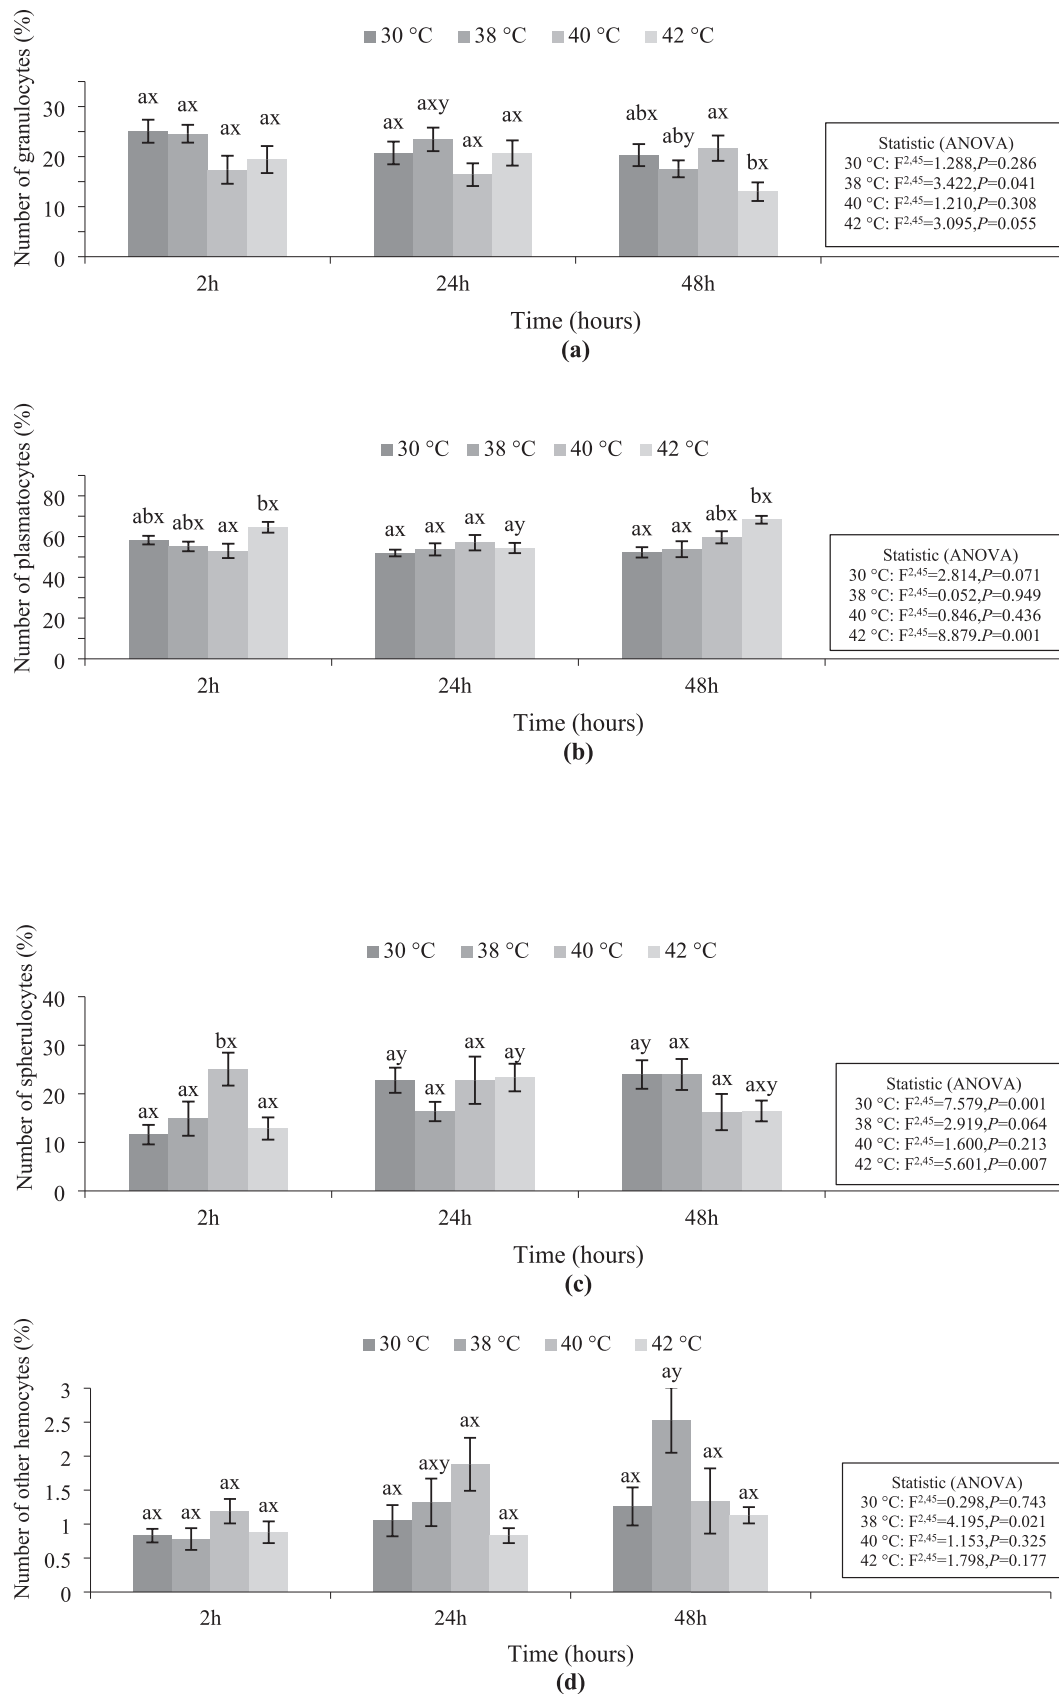 30 °C 38 °C 40 °C 42 °C
Number of granulocytes (%)
30
20
10
0
ax ax ax ax
ax axy ax ax
abx aby ax bx
2h 24h 48h
Time (hours)
(a)
Statistic (ANOVA)
30 °C: F2,45=1.288,P=0.286
38 °C: F2,45=3.422,P=0.041
40 °C: F2,45=1.210,P=0.308
42 °C: F2,45=3.095,P=0.055
30 °C 38 °C 40 °C 42 °C
Number of plasmatocytes (%)
80
60
40
20
0
abx abx ax bx
ax ax ax ay
ax ax abx bx
2h 24h 48h
Time (hours)
(b)
Statistic (ANOVA)
30 °C: F2,45=2.814,P=0.071
38 °C: F2,45=0.052,P=0.949
40 °C: F2,45=0.846,P=0.436
42 °C: F2,45=8.879.P=0.001
30 °C 38 °C 40 °C 42 °C
Number of spherulocytes (%)
40
30
20
10
0
ax ax bx ax
ay ax ax ay
ay ax ax axy
2h 24h 48h
Time (hours)
(c)
Statistic (ANOVA)
30 °C: F2,45=7.579,P=0.001
38 °C: F2,45=2.919,P=0.064
40 °C: F2,45=1.600,P=0.213
42 °C: F2,45=5.601,P=0.007
30 °C 38 °C 40 °C 42 °C
Number of other hemocytes (%)
3
2.5
2
1.5
1
0.5
0
ax ax ax ax
ax axy ax ax
ax ay ax ax
2h 24h 48h
Time (hours)
(d)
Statistic (ANOVA)
30 °C: F2,45=0.298,P=0.743
38 °C: F2,45=4.195,P=0.021
40 °C: F2,45=1.153,P=0.325
42 °C: F2,45=1.798,P=0.177